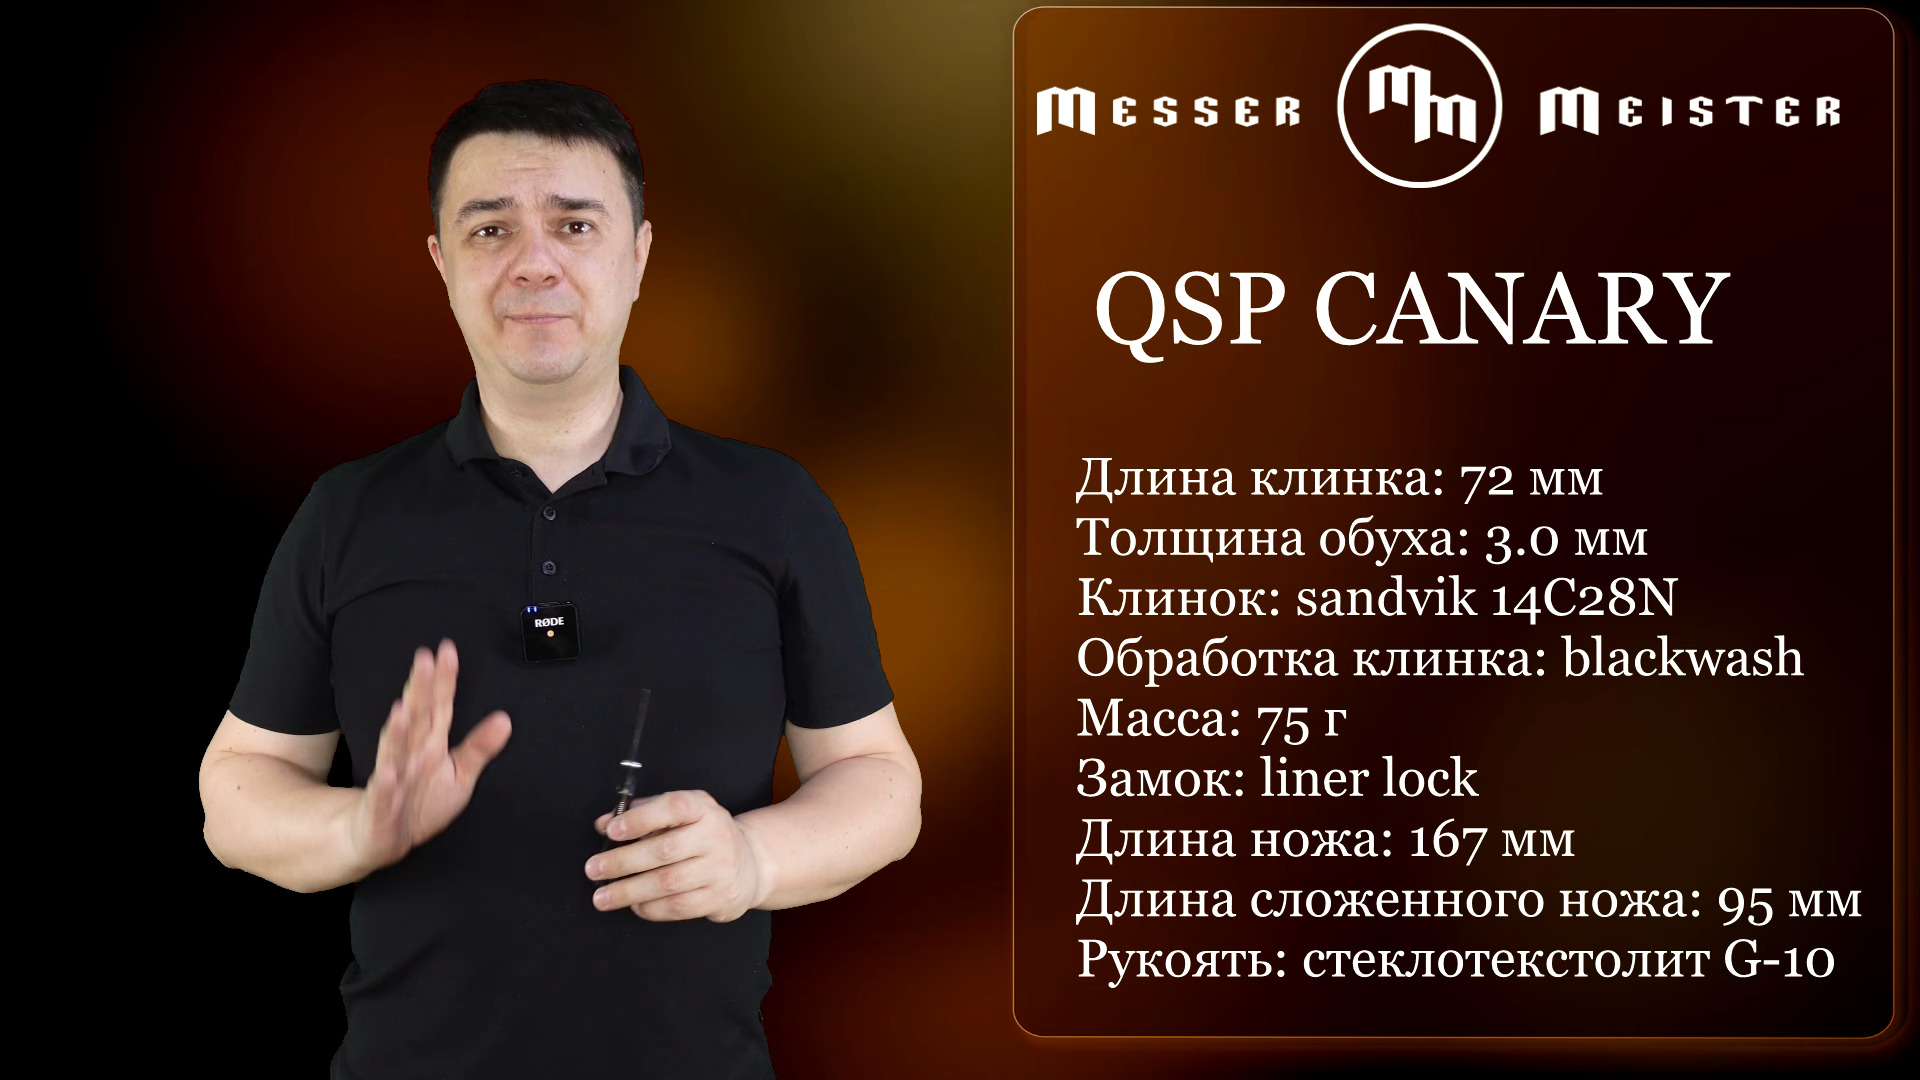 MESSER MM MEISTER
QSP CANARY
Длина клинка: 72 мм
Толщина обуха: 3.0 мм
Клинок: sandvik 14C28N
Обработка клинка: blackwash
Масса: 75 г
Замок: liner lock
Длина ножа: 167 мм
Длина сложенного ножа: 95 мм
Рукоять: стеклотекстолит G-10
RØDE